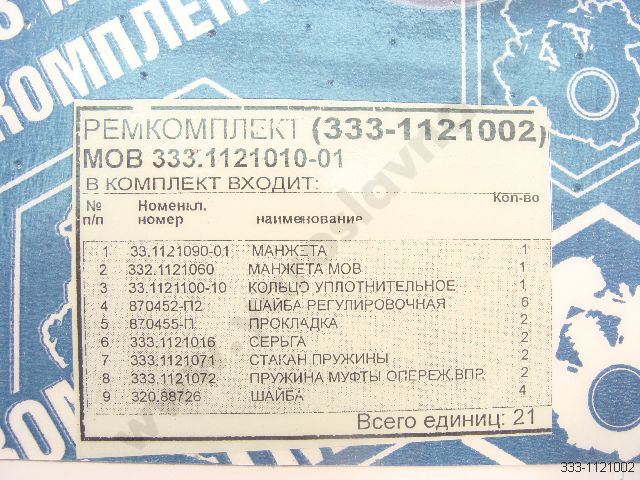 КОМПЛЕКТ
КОМПЛЕКТ
РЕМКОМПЛЕКТ (333-1121002)
МОВ 333.1121010-01
В КОМПЛЕКТ ВХОДИТ:
№ п/п Номенкл. номер наименование Кол-во
1 33.1121090-01 МАНЖЕТА 1
2 332.1121060 МАНЖЕТА МОВ 1
3 33.1121100-10 КОЛЬЦО УПЛОТНИТЕЛЬНОЕ 1
4 870452-П2 ШАЙБА РЕГУЛИРОВОЧНАЯ 6
5 870455-П ПРОКЛАДКА 2
6 333.1121016 СЕРЬГА 2
7 333.1121071 СТАКАН ПРУЖИНЫ 2
8 333.1121072 ПРУЖИНА МУФТЫ ОПЕРЕЖ.ВПР. 2
9 320.88726 ШАЙБА 4
Всего единиц: 21
333-1121002